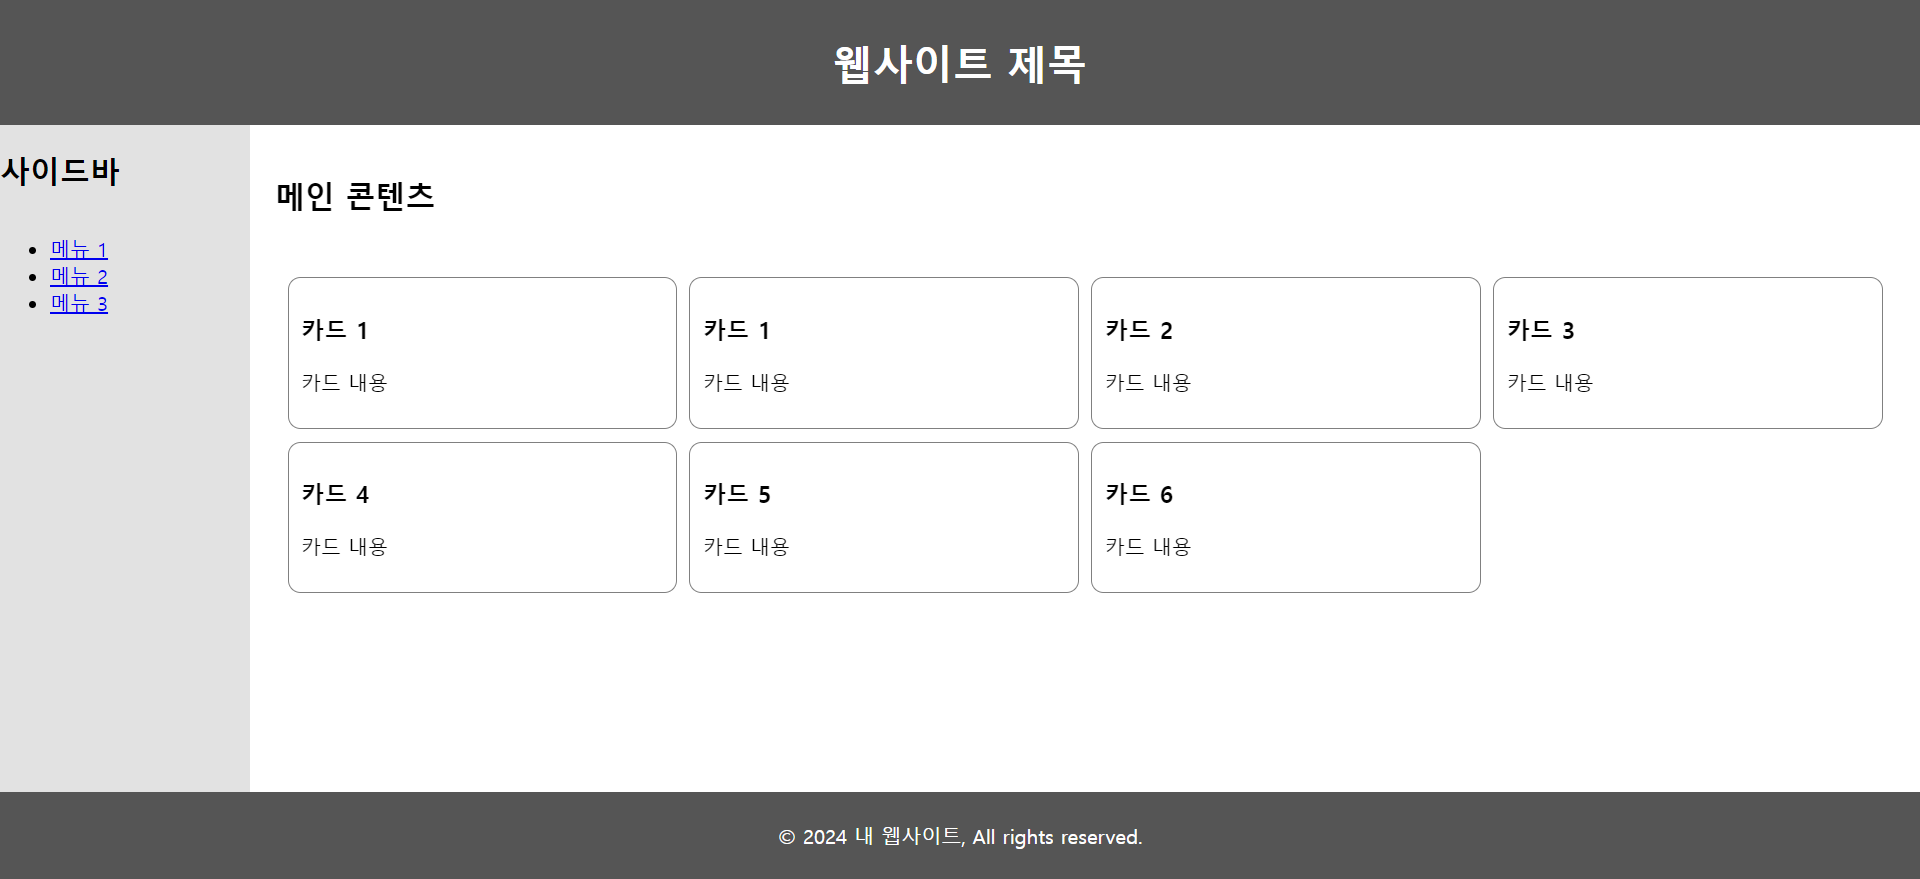 웹사이트 제목
사이드바
메뉴 1
메뉴 2
메뉴 3
메인 콘텐츠
카드 1
카드 내용
카드 1
카드 내용
카드 2
카드 내용
카드 3
카드 내용
카드 4
카드 내용
카드 5
카드 내용
카드 6
카드 내용
© 2024 내 웹사이트, All rights reserved.